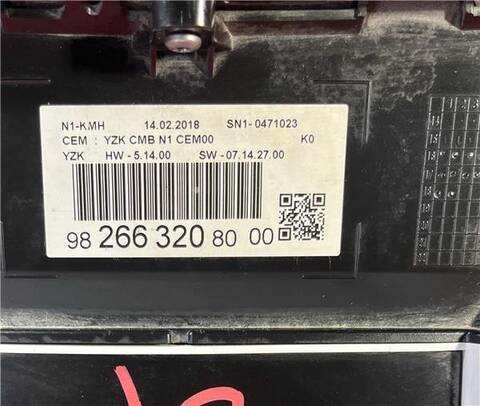 N1-KMH 14.02.2018 SN1- 0471023
CEM : YZK CMB N1 CEM00 K0
YZK HW - 5.14.00 SW - 07.14.27.00
98 266 320 80 00